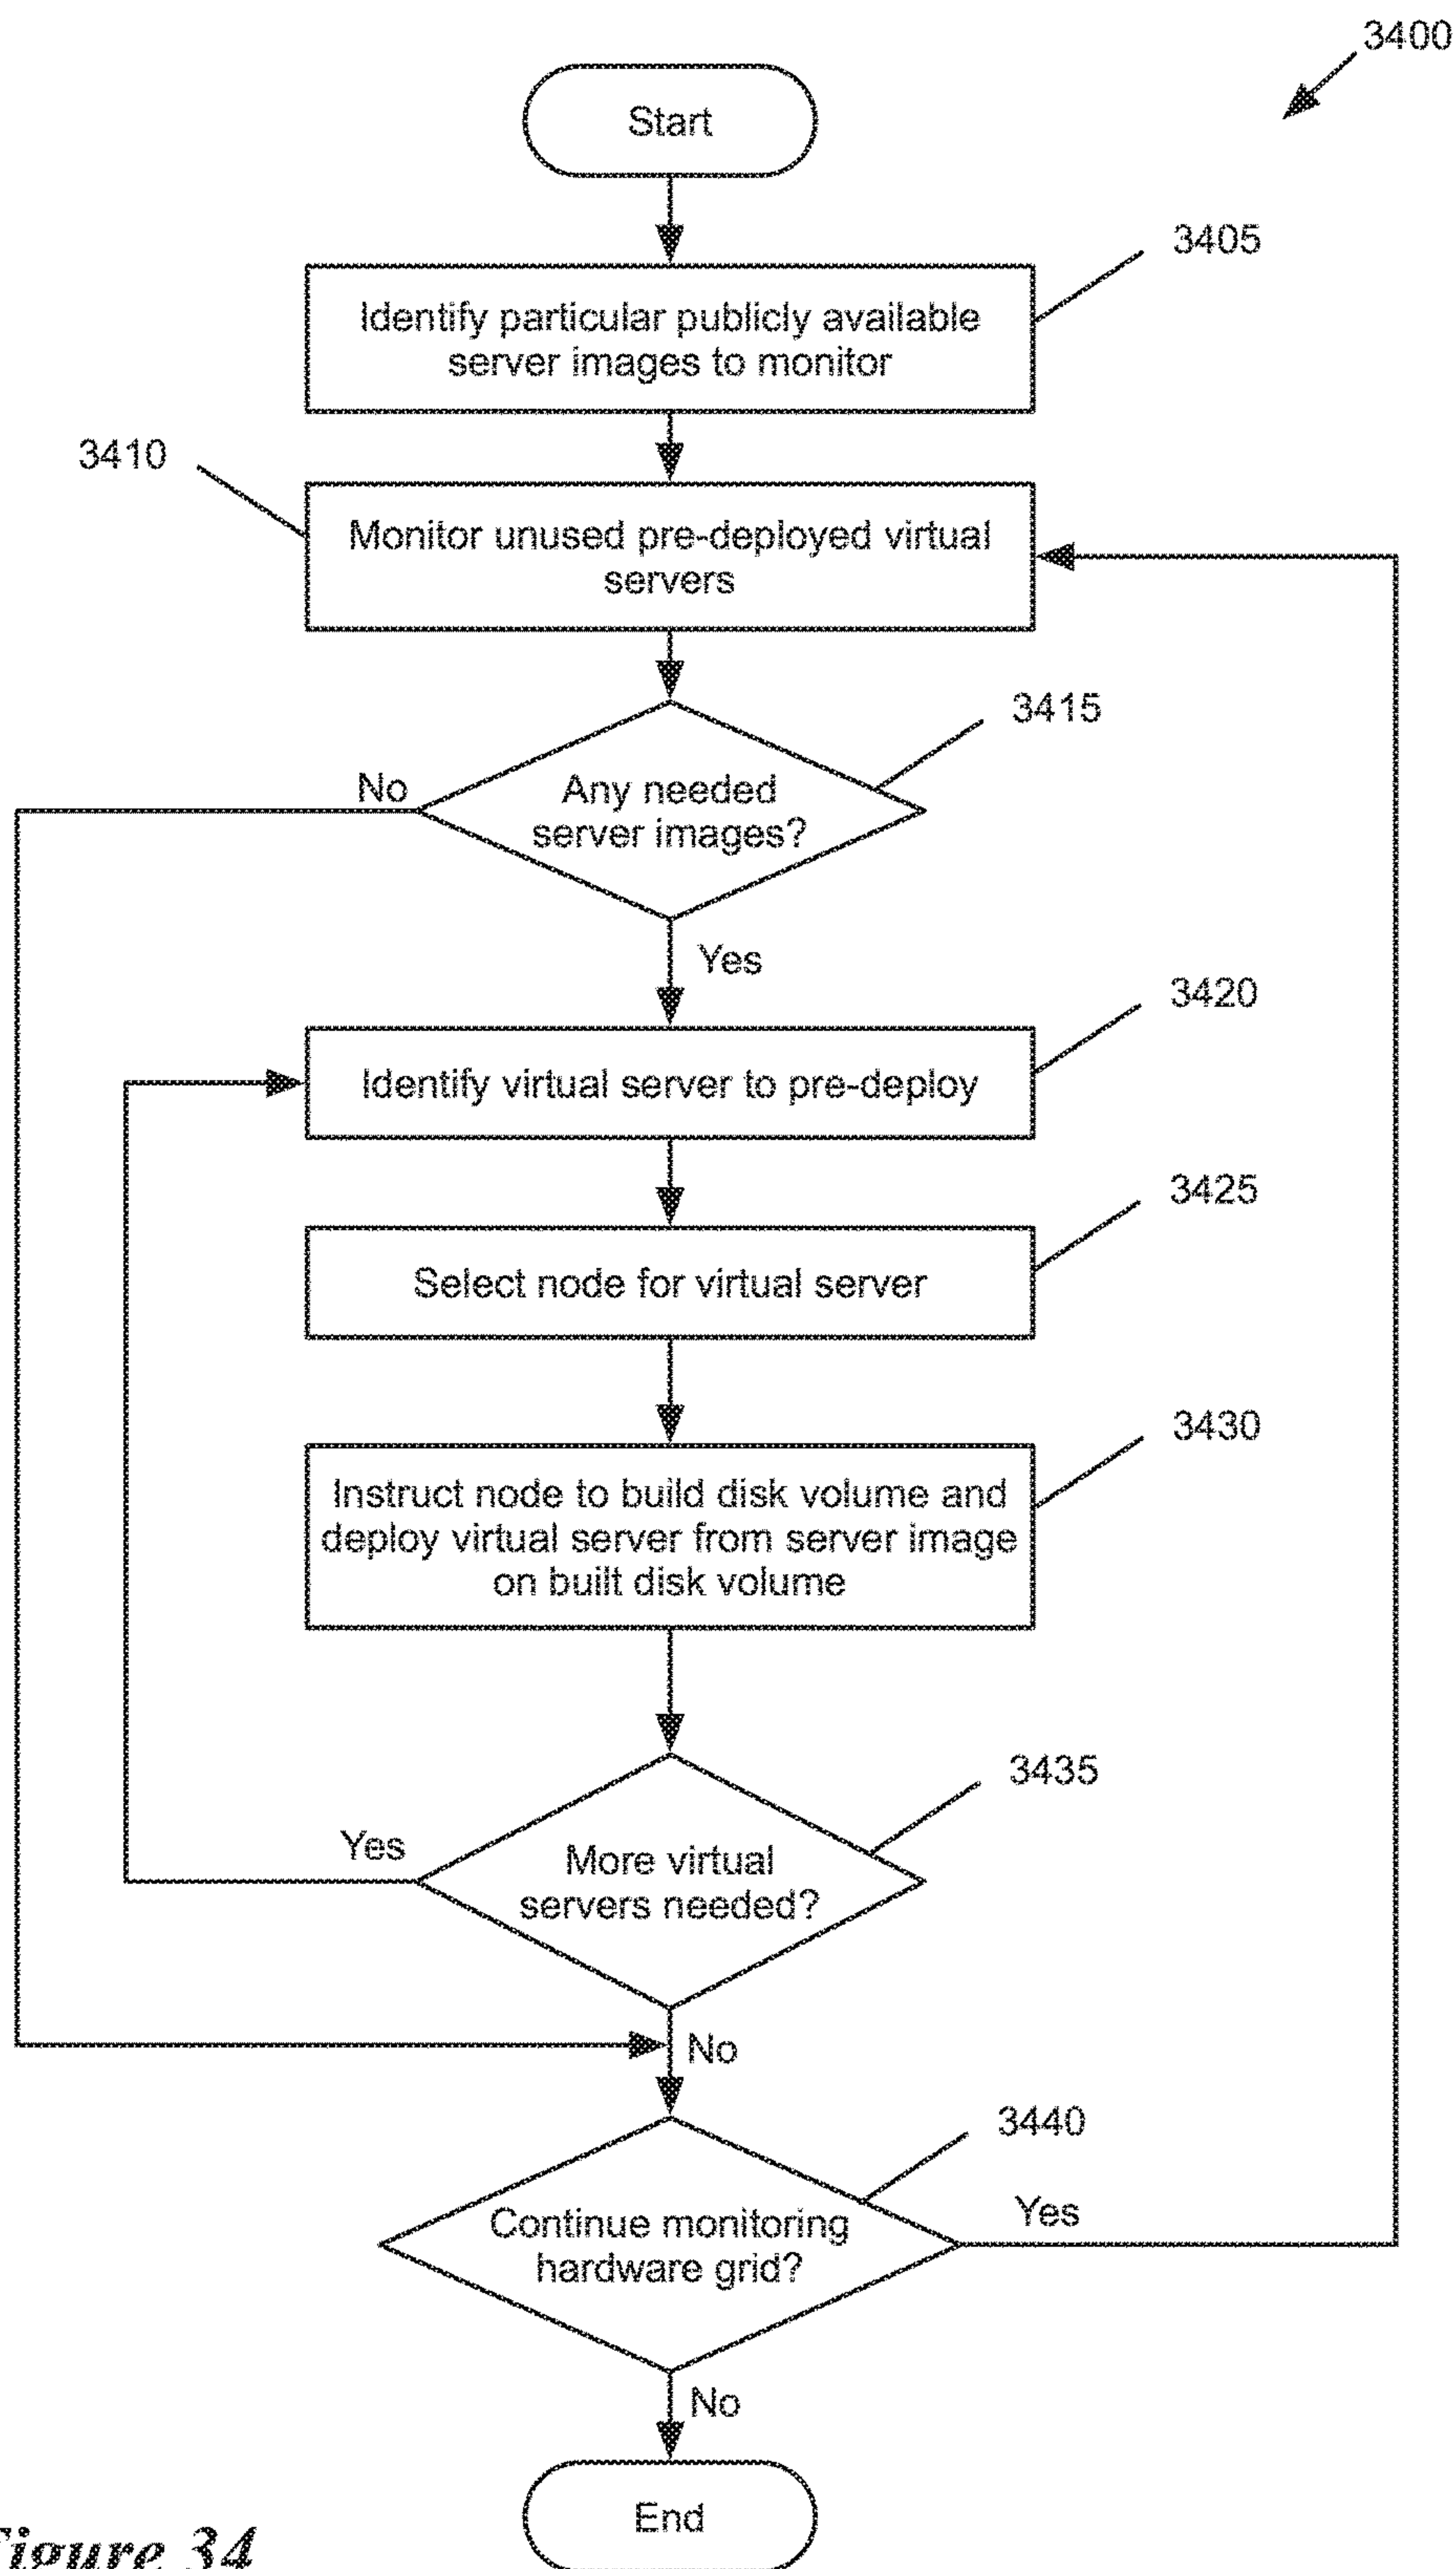 3400
Start
3405
Identify particular publicly available
server images to monitor
3410
Monitor unused pre-deployed virtual
servers
3415
No
Any needed
server images?
Yes
3420
Identify virtual server to pre-deploy
3425
Select node for virtual server
3430
Instruct node to build disk volume and
deploy virtual server from server image
on built disk volume
3435
Yes
More virtual
servers needed?
No
3440
Continue monitoring
hardware grid?
Yes
No
End
Figure 34